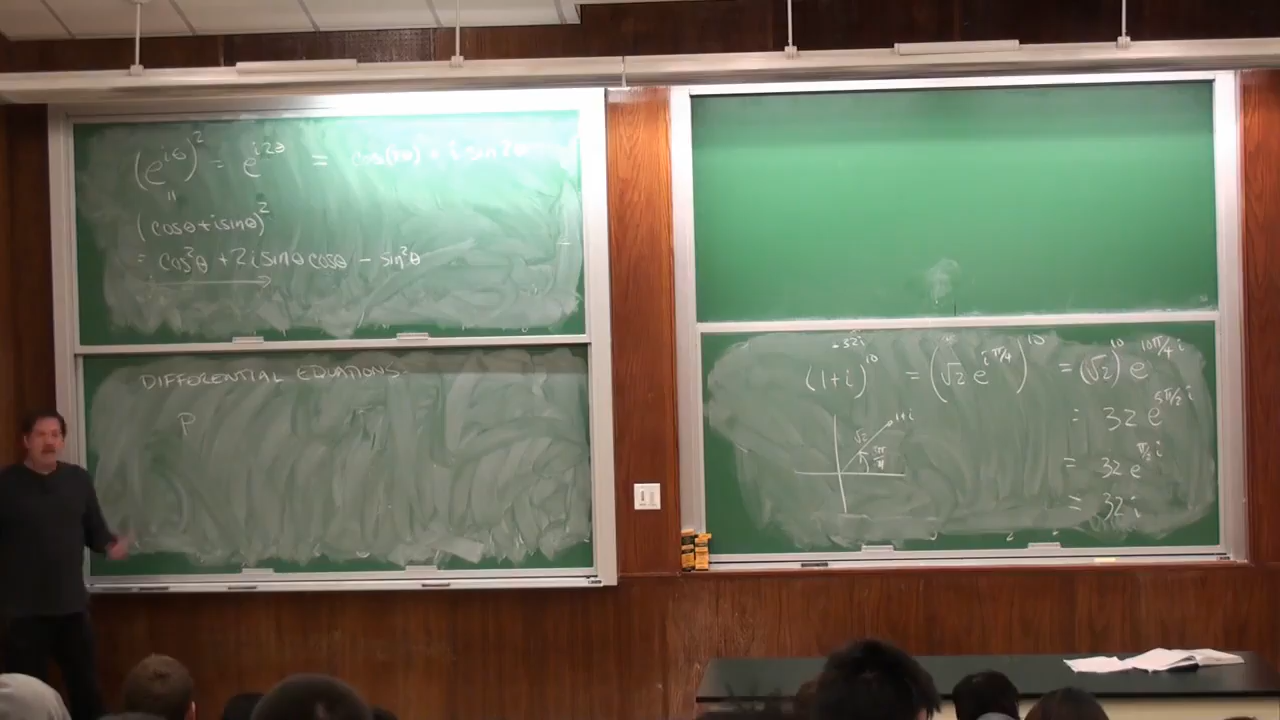 (e^{iθ})^2 = e^{i2θ} = cos(2θ) + i sin 2θ
||
(cosθ+isinθ)^2
= cos^2θ + 2i sinθ cosθ - sin^2θ
DIFFERENTIAL EQUATIONS.
P
+32i
(1+i)^{10} = (√2 e^{iπ/4})^{10} = (√2)^{10} e^{10π/4 i}
= 32 e^{5π/2 i}
= 32 e^{π/2 i}
= 32i
√2
1+i
π/4